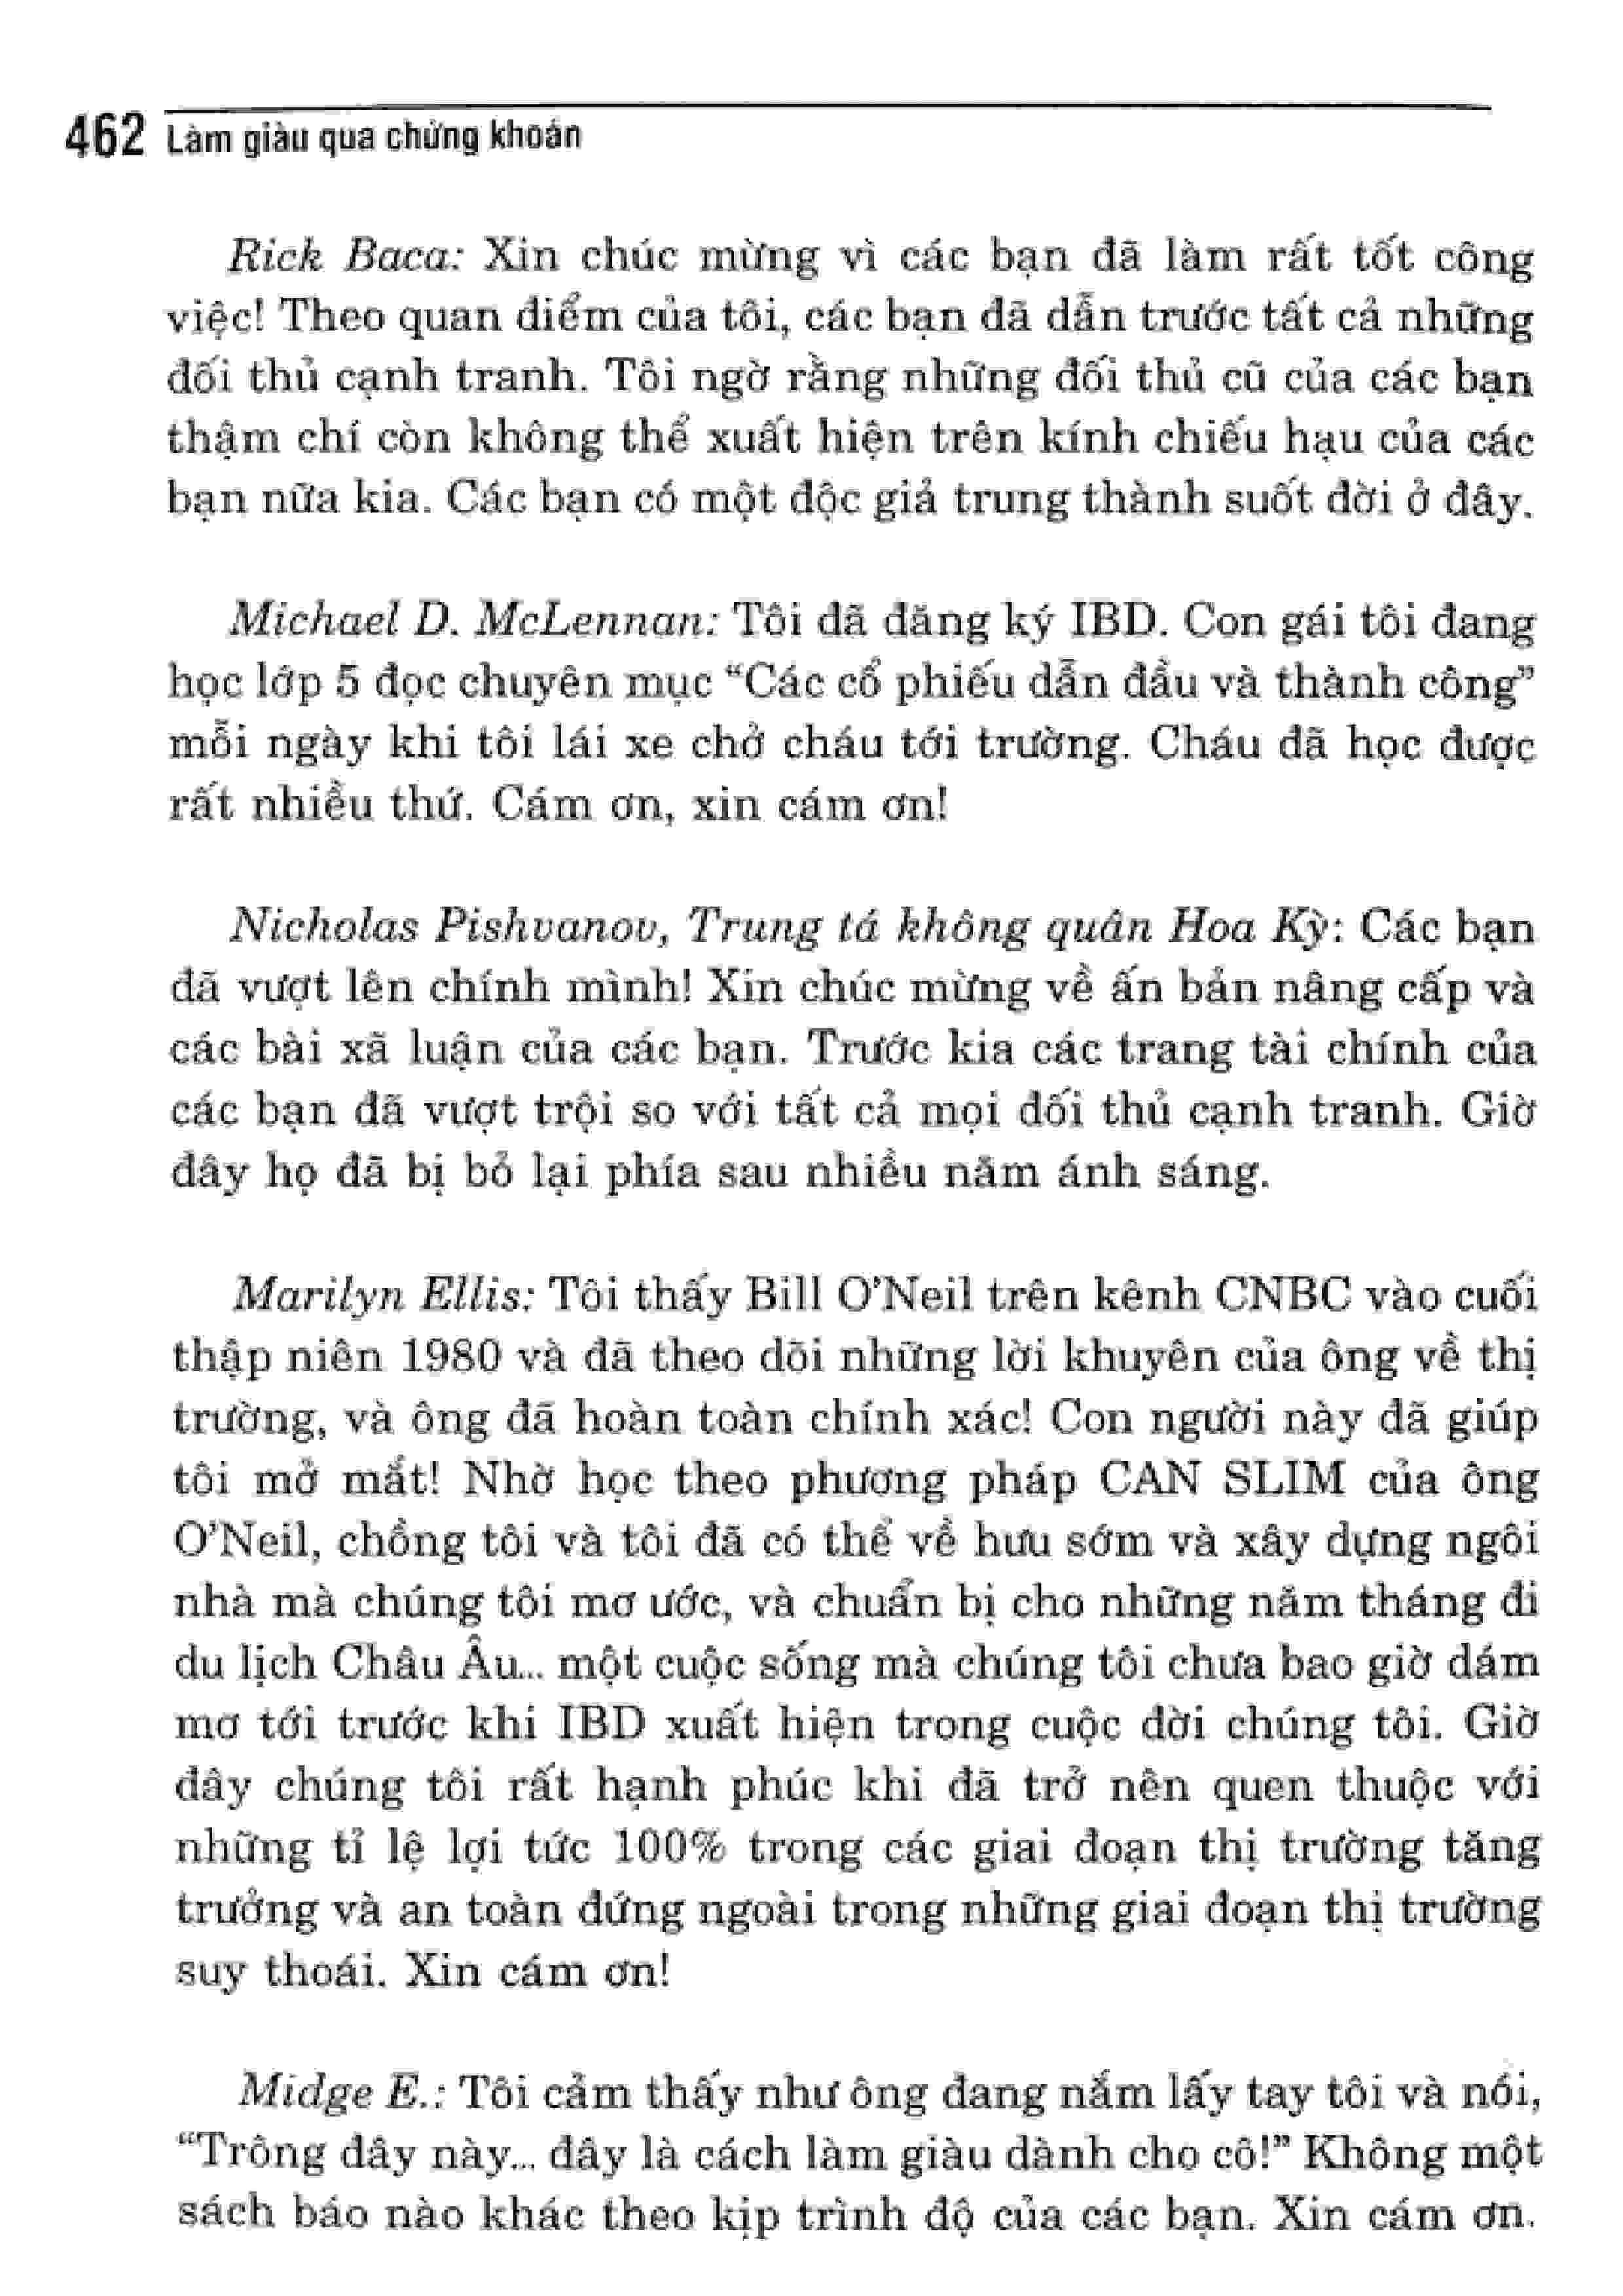 462 Làm giàu qua chứng khoán
Rick Baca: Xin chúc mừng vì các bạn đã làm rất tốt công
việc! Theo quan điểm của tôi, các bạn đã dẫn trước tất cả những
đối thủ cạnh tranh. Tôi ngờ rằng những đối thủ cũ của các bạn
thậm chí còn không thể xuất hiện trên kính chiếu hạu của các
bạn nữa kia. Các bạn có một độc giả trung thành suốt đời ở đây.
Michael D. McLennan: Tôi đã đăng ký IBD. Con gái tôi đang
học lớp 5 đọc chuyên mục “Các cổ phiếu dẫn đầu và thành công”
mỗi ngày khi tôi lái xe chở cháu tới trường. Cháu đã học được
rất nhiều thứ. Cám ơn, xin cám ơn!
Nicholas Pishvanov, Trung tá không quân Hoa Kỳ: Các bạn
đã vượt lên chính mình! Xin chúc mừng về ấn bản nâng cấp và
các bài xã luận của các bạn. Trước kia các trang tài chính của
các bạn đã vượt trội so với tất cả mọi đối thủ cạnh tranh. Giờ
đây họ đã bị bỏ lại phía sau nhiều năm ánh sáng.
Marilyn Ellis: Tôi thấy Bill O’Neil trên kênh CNBC vào cuối
thập niên 1980 và đã theo dõi những lời khuyên của ông về thị
trường, và ông đã hoàn toàn chính xác! Con người này đã giúp
tôi mở mắt! Nhờ học theo phương pháp CAN SLIM của ông
O’Neil, chồng tôi và tôi đã có thể về hưu sớm và xây dựng ngôi
nhà mà chúng tôi mơ ước, và chuẩn bị cho những năm tháng đi
du lịch Châu Âu... một cuộc sống mà chúng tôi chưa bao giờ dám
mơ tới trước khi IBD xuất hiện trong cuộc đời chúng tôi. Giờ
đây chúng tôi rất hạnh phúc khi đã trở nên quen thuộc với
những tỉ lệ lợi tức 100% trong các giai đoạn thị trường tăng
trưởng và an toàn đứng ngoài trong những giai đoạn thị trường
suy thoái. Xin cám ơn!
Midge E.: Tôi cảm thấy như ông đang nắm lấy tay tôi và nói,
“Trông đây này... đây là cách làm giàu dành cho cô!” Không một
sách báo nào khác theo kịp trình độ của các bạn. Xin cám ơn.